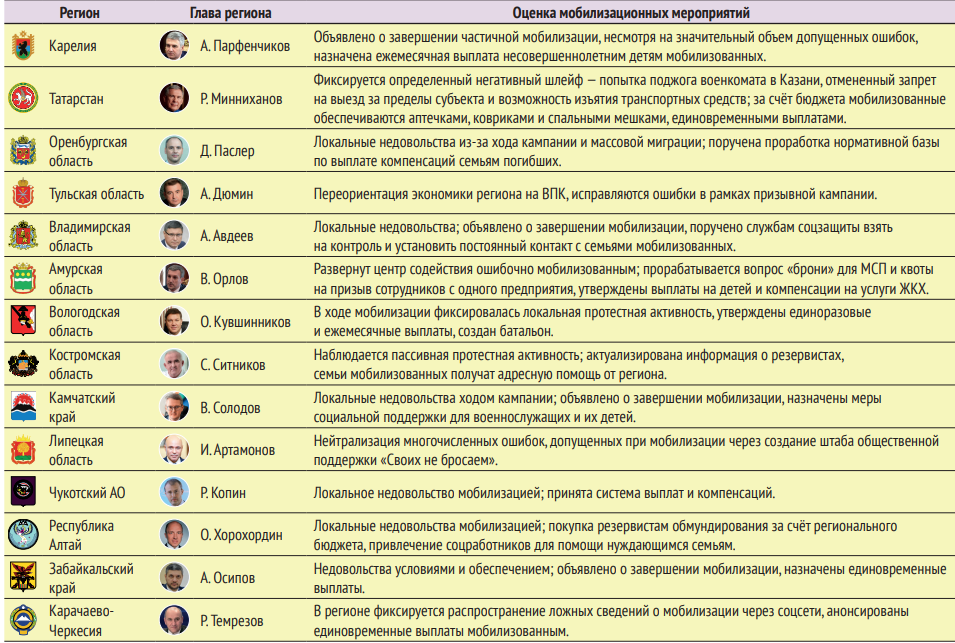 Регион Глава региона Оценка мобилизационных мероприятий
Карелия
А. Парфенчиков
Объявлено о завершении частичной мобилизации, несмотря на значительный объем допущенных ошибок,
назначена ежемесячная выплата несовершеннолетним детям мобилизованных.
Татарстан
Р. Минниханов
Фиксируется определенный негативный шлейф — попытка поджога военкомата в Казани, отмененный запрет
на выезд за пределы субъекта и возможность изъятия транспортных средств; за счёт бюджета мобилизованные
обеспечиваются аптечками, ковриками и спальными мешками, единовременными выплатами.
Оренбургская
область
Д. Паслер
Локальные недовольства из-за хода кампании и массовой миграции; поручена проработка нормативной базы
по выплате компенсаций семьям погибших.
Тульская область
А. Дюмин
Переориентация экономики региона на ВПК, исправляются ошибки в рамках призывной кампании.
Владимирская
область
А. Авдеев
Локальные недовольства; объявлено о завершении мобилизации, поручено службам соцзащиты взять
на контроль и установить постоянный контакт с семьями мобилизованных.
Амурская
область
В. Орлов
Развернут центр содействия ошибочно мобилизованным; прорабатывается вопрос «брони» для МСП и квоты
на призыв сотрудников с одного предприятия, утверждены выплаты на детей и компенсации на услуги ЖКХ.
Вологодская
область
О. Кувшинников
В ходе мобилизации фиксировалась локальная протестная активность, утверждены единоразовые
и ежемесячные выплаты, создан батальон.
Костромская
область
С. Ситников
Наблюдается пассивная протестная активность; актуализирована информация о резервистах,
семьи мобилизованных получат адресную помощь от региона.
Камчатский
край
В. Солодов
Локальные недовольства ходом кампании; объявлено о завершении мобилизации, назначены меры
социальной поддержки для военнослужащих и их детей.
Липецкая
область
И. Артамонов
Нейтрализация многочисленных ошибок, допущенных при мобилизации через создание штаба общественной
поддержки «Своих не бросаем».
Чукотский АО
Р. Копин
Локальное недовольство мобилизацией; принята система выплат и компенсаций.
Республика
Алтай
О. Хорохордин
Локальные недовольства мобилизацией; покупка резервистам обмундирования за счёт регионального
бюджета, привлечение соцработников для помощи нуждающимся семьям.
Забайкальский
край
А. Осипов
Недовольства условиями и обеспечением; объявлено о завершении мобилизации, назначены единовременные
выплаты.
Карачаево-
Черкесия
Р. Темрезов
В регионе фиксируется распространение ложных сведений о мобилизации через соцсети, анонсированы
единовременные выплаты мобилизованным.